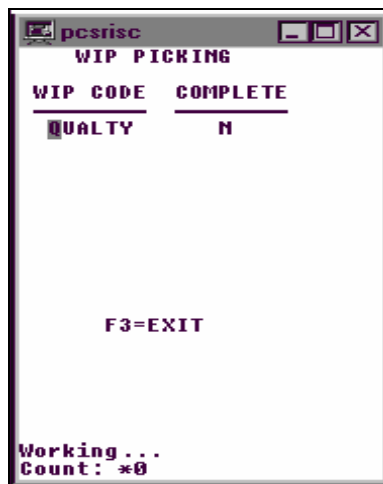 pcsrisc
WIP PICKING
WIP CODE COMPLETE
QUALTY N
F3=EXIT
Working...
Count: *0